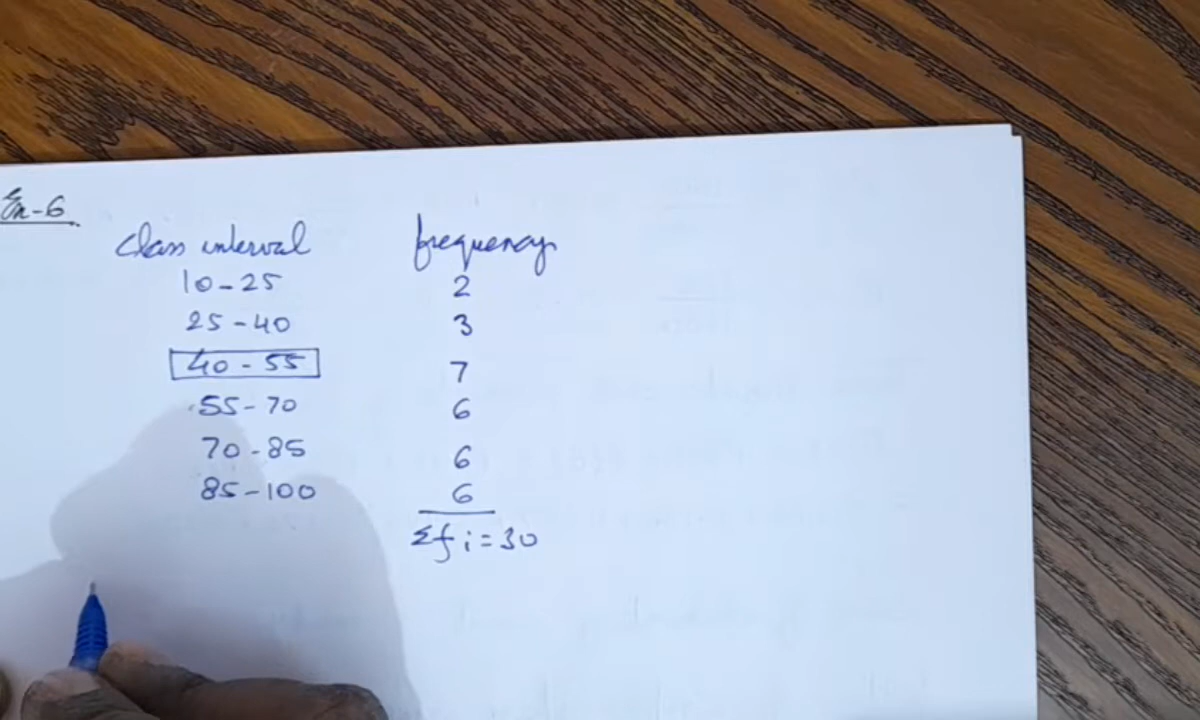 Ex-6
Class interval frequency
10-25 2
25-40 3
40-55 7
55-70 6
70-85 6
85-100 6
Σfi=30